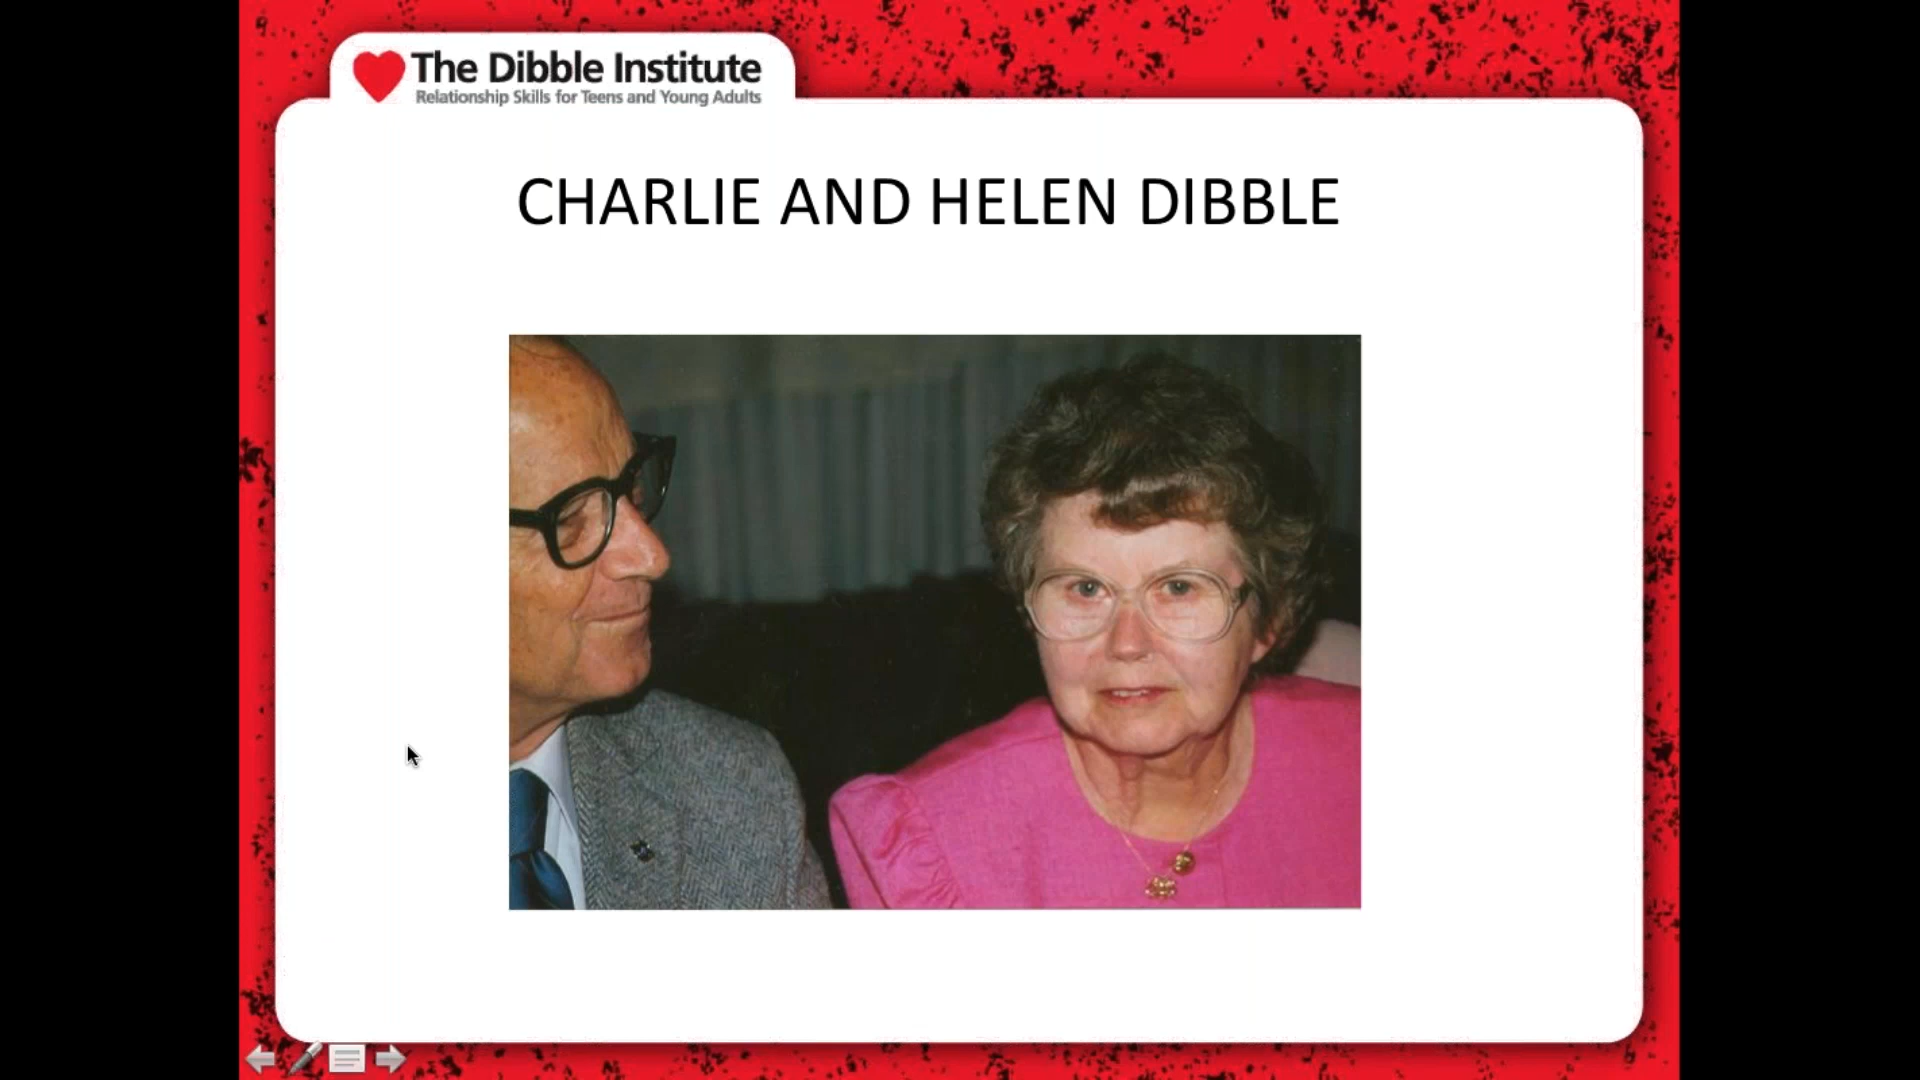 The Dibble Institute
Relationship Skills for Teens and Young Adults
CHARLIE AND HELEN DIBBLE